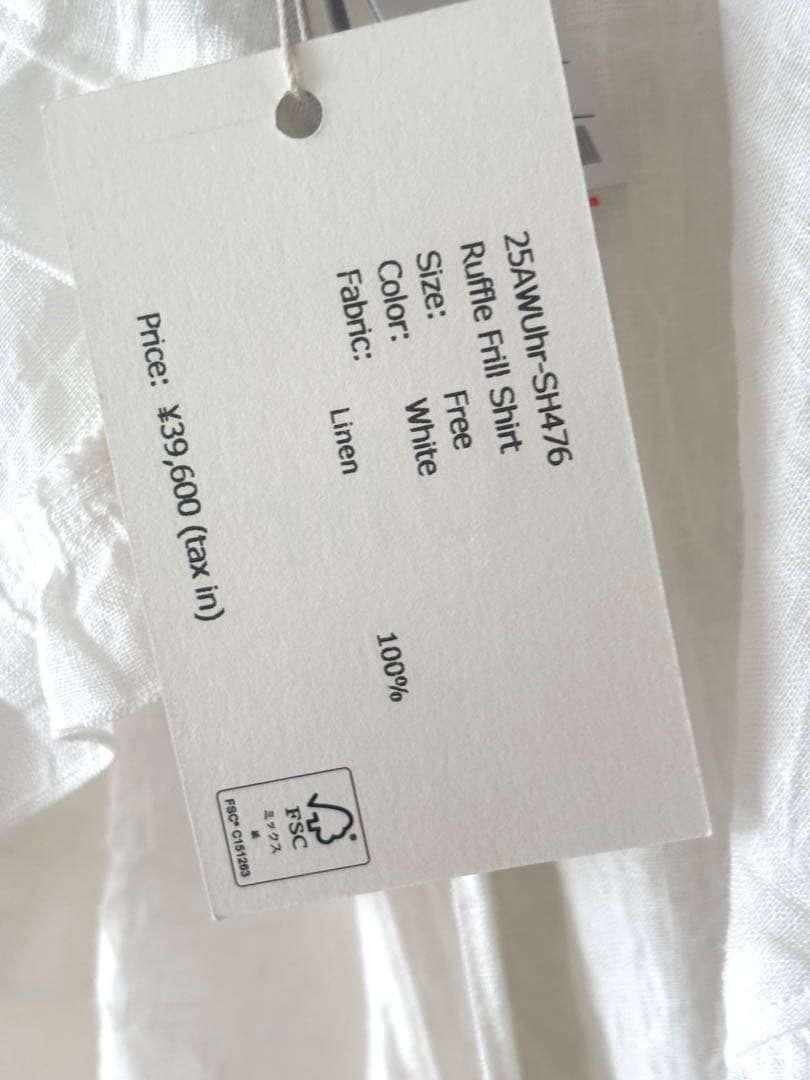 25AWUhr-SH476
Ruffle Frill Shirt
Size: Free
Color: White
Fabric: Linen 100%
Price: ¥39,600 (tax in)
FSC
ミックス
紙
FSC® C151263